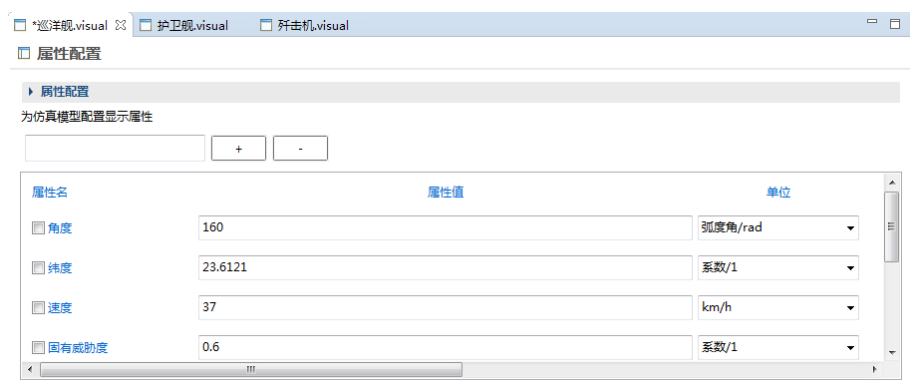 *巡洋舰.visual 护卫舰.visual 歼击机.visual
属性配置
属性配置
为仿真模型配置显示属性
+ -
属性名 属性值 单位
角度 160 弧度角/rad
纬度 23.6121 系数/1
速度 37 km/h
固有威胁度 0.6 系数/1